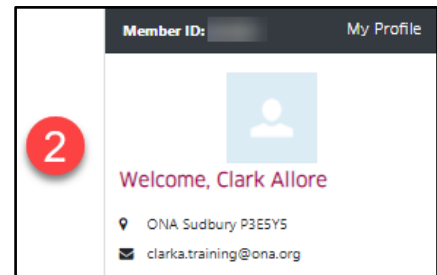 Member ID:
My Profile
2
Welcome, Clark Allore
ONA Sudbury P3E5Y5
clarka.training@ona.org